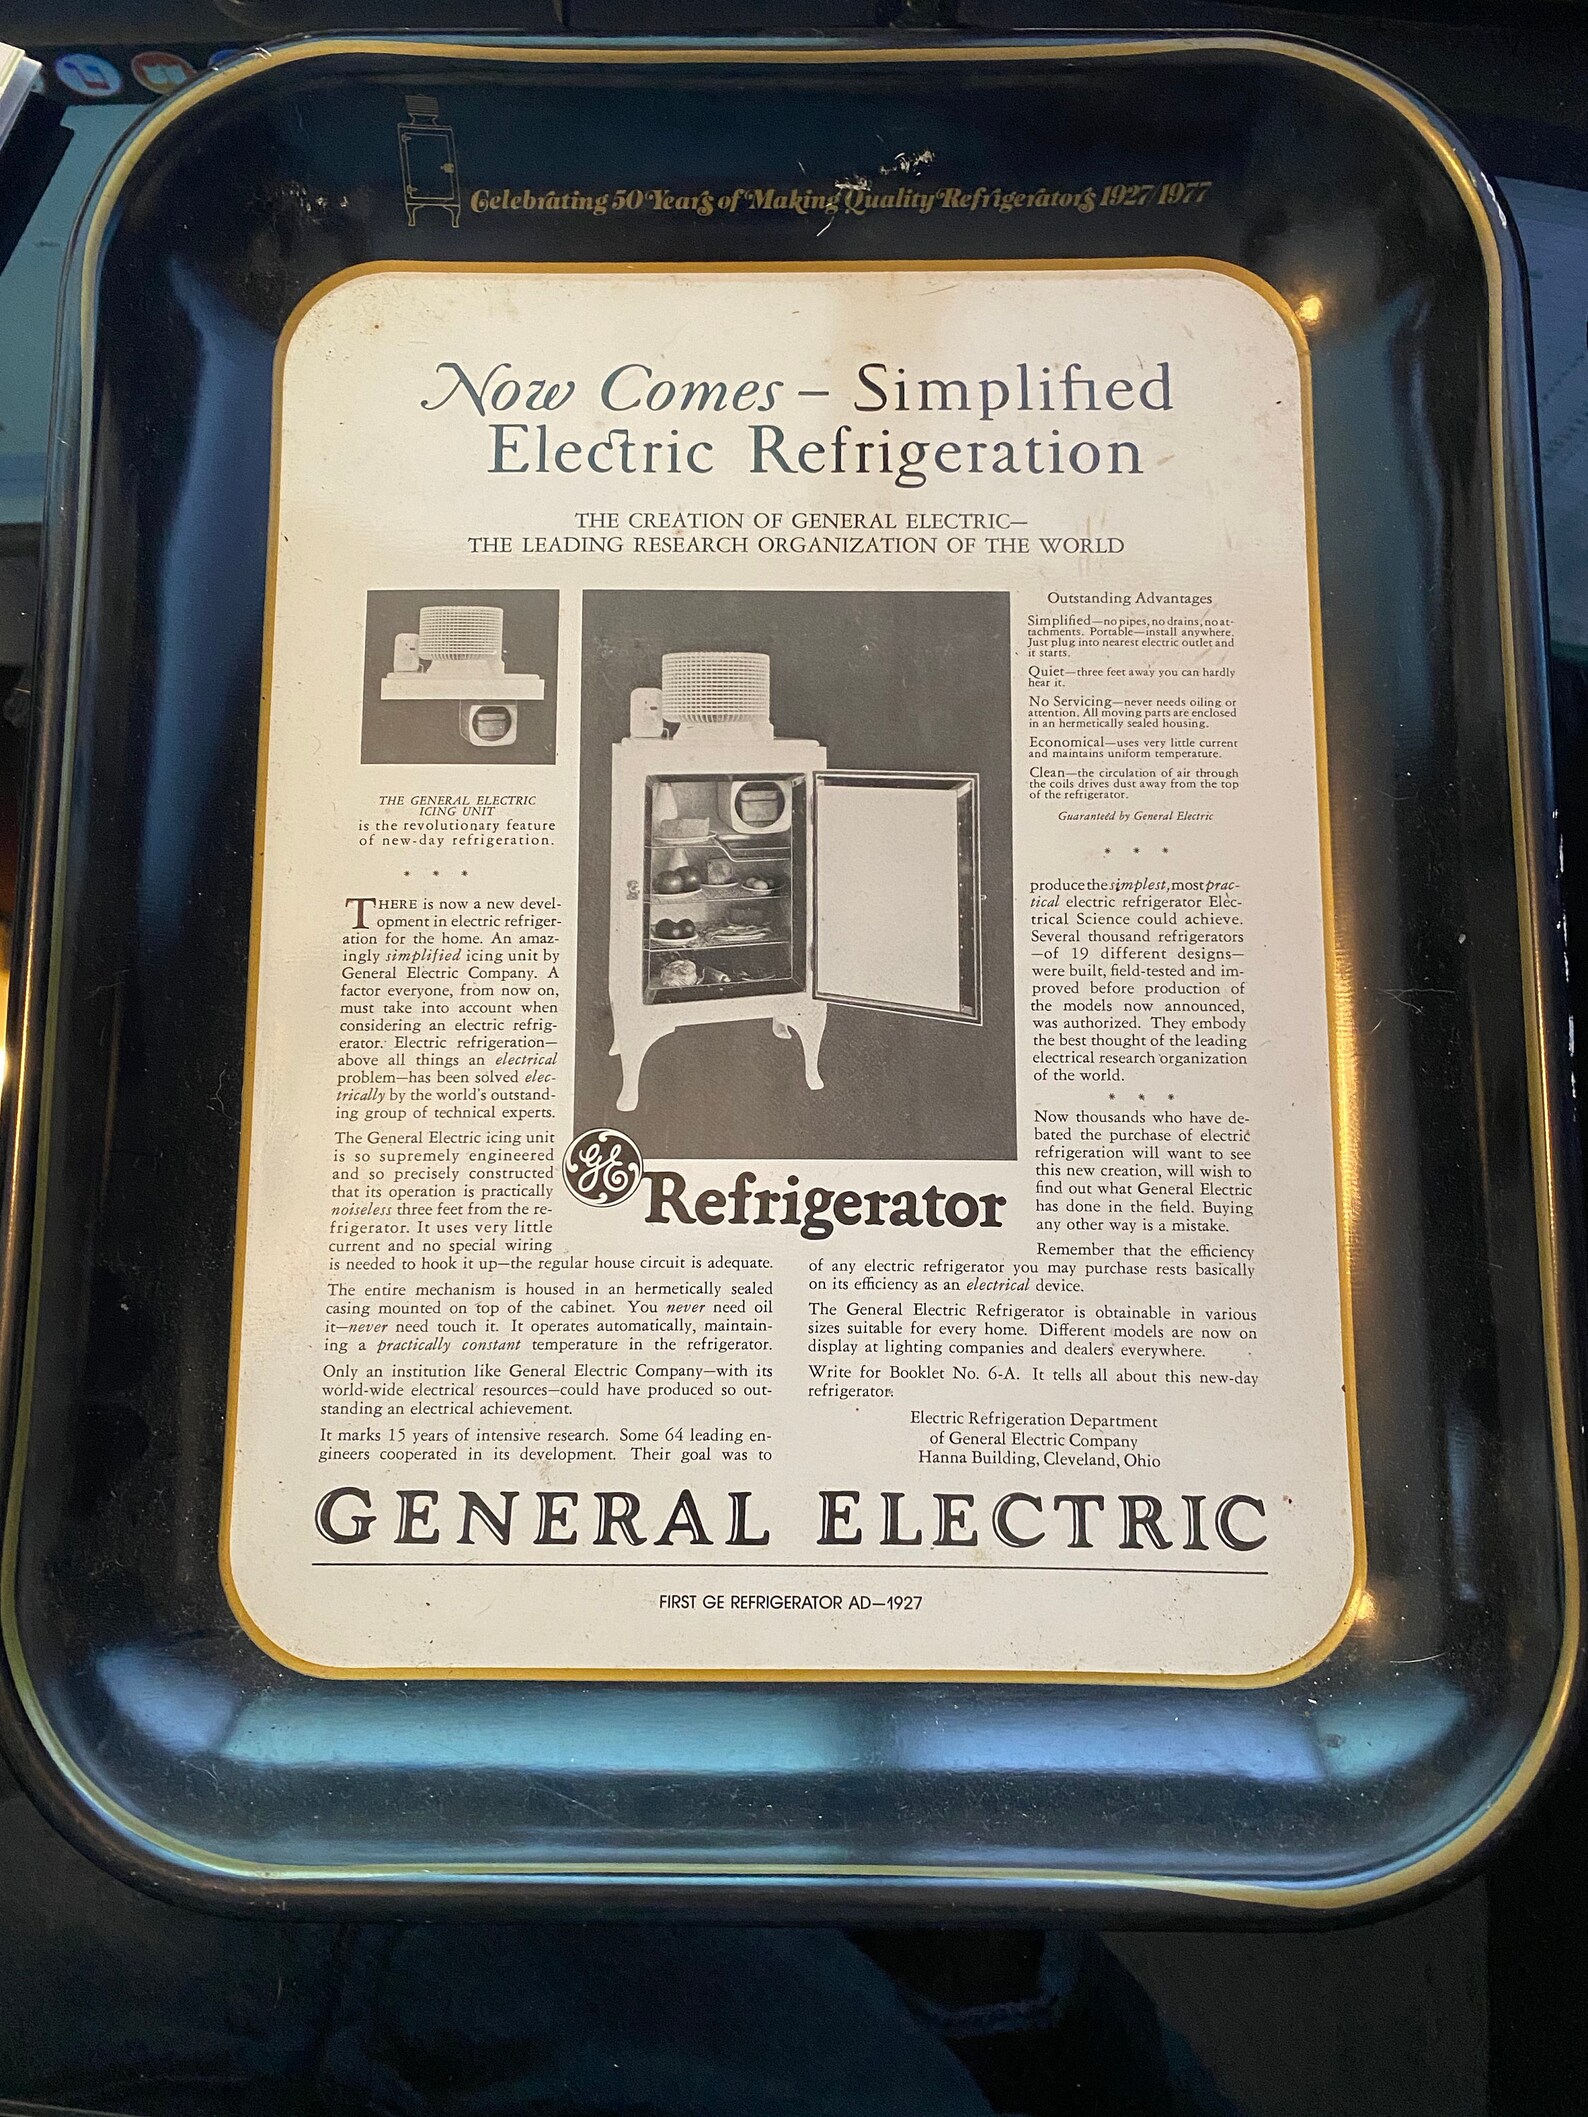 Celebrating 50 Years of Making Quality Refrigerators 1927/1977
Now Comes – Simplified
Electric Refrigeration
THE CREATION OF GENERAL ELECTRIC—
THE LEADING RESEARCH ORGANIZATION OF THE WORLD
THE GENERAL ELECTRIC
ICING UNIT
is the revolutionary feature
of new-day refrigeration.
* * *
THERE is now a new devel-
opment in electric refriger-
ation for the home. An amaz-
ingly simplified icing unit by
General Electric Company. A
factor everyone, from now on,
must take into account when
considering an electric refrig-
erator. Electric refrigeration—
above all things an electrical
problem—has been solved elec-
trically by the world's outstand-
ing group of technical experts.
The General Electric icing unit
is so supremely engineered
and so precisely constructed
that its operation is practically
noiseless three feet from the re-
frigerator. It uses very little
current and no special wiring
is needed to hook it up—the regular house circuit is adequate.
The entire mechanism is housed in an hermetically sealed
casing mounted on top of the cabinet. You never need oil
it—never need touch it. It operates automatically, maintain-
ing a practically constant temperature in the refrigerator.
Only an institution like General Electric Company—with its
world-wide electrical resources—could have produced so out-
standing an electrical achievement.
It marks 15 years of intensive research. Some 64 leading en-
gineers cooperated in its development. Their goal was to
GE Refrigerator
Outstanding Advantages
Simplified—no pipes, no drains, no at-
tachments. Portable—install anywhere.
Just plug into nearest electric outlet and
it starts.
Quiet—three feet away you can hardly
hear it.
No Servicing—never needs oiling or
attention. All moving parts are enclosed
in an hermetically sealed housing.
Economical—uses very little current
and maintains uniform temperature.
Clean—the circulation of air through
the coils drives dust away from the top
of the refrigerator.
Guaranteed by General Electric
* * *
produce the simplest, most prac-
tical electric refrigerator Elec-
trical Science could achieve.
Several thousand refrigerators
—of 19 different designs—
were built, field-tested and im-
proved before production of
the models now announced,
was authorized. They embody
the best thought of the leading
electrical research organization
of the world.
* * *
Now thousands who have de-
bated the purchase of electric
refrigeration will want to see
this new creation, will wish to
find out what General Electric
has done in the field. Buying
any other way is a mistake.
Remember that the efficiency
of any electric refrigerator you may purchase rests basically
on its efficiency as an electrical device.
The General Electric Refrigerator is obtainable in various
sizes suitable for every home. Different models are now on
display at lighting companies and dealers everywhere.
Write for Booklet No. 6-A. It tells all about this new-day
refrigerator.
Electric Refrigeration Department
of General Electric Company
Hanna Building, Cleveland, Ohio
GENERAL ELECTRIC
FIRST GE REFRIGERATOR AD—1927